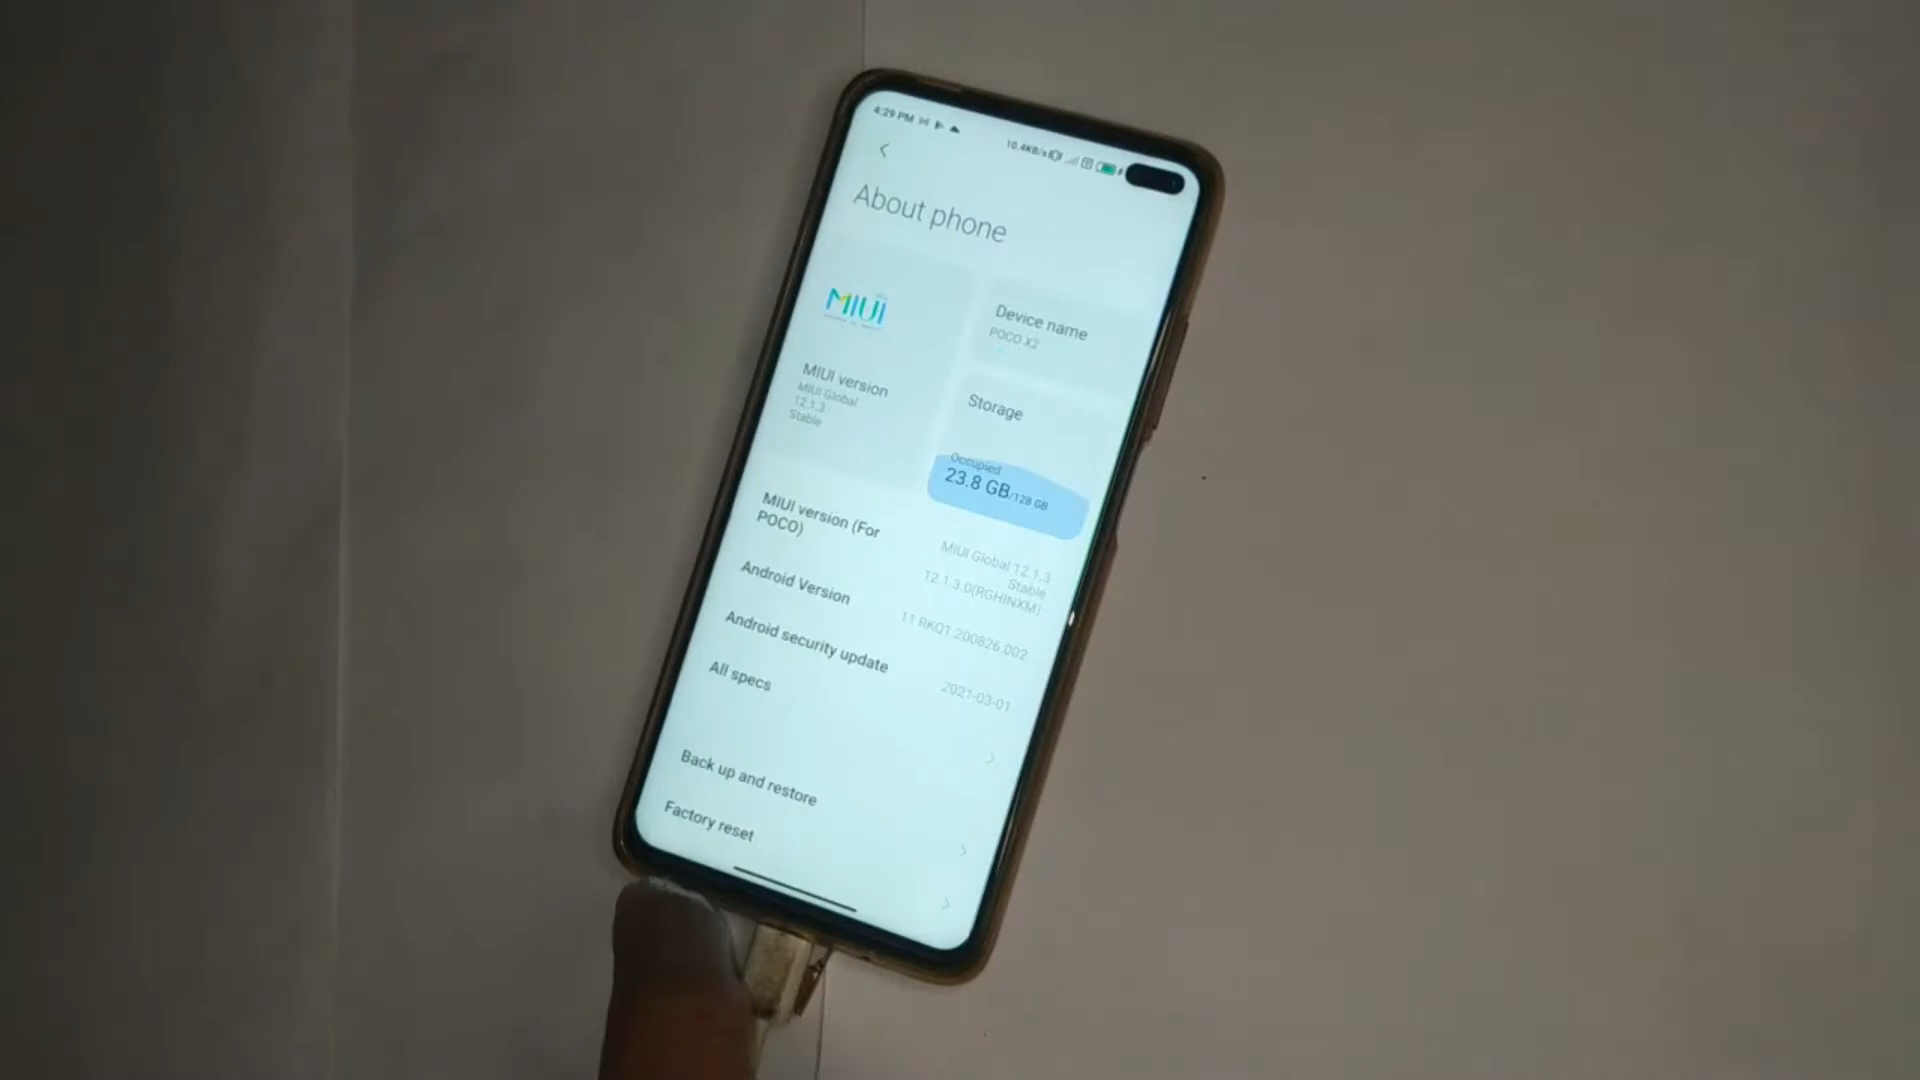 4:29 PM
10.4KB/s
About phone
MIUI
Device name
POCO X2
MIUI version
MIUI Global
12.1.3
Stable
Storage
Occupied
23.8 GB/128 GB
MIUI version (For
POCO)
MIUI Global 12.1.3
Stable
12.1.3.0(RGHINXM)
Android Version
11 RKQ1.200826.002
Android security update
2021-03-01
All specs
Back up and restore
Factory reset